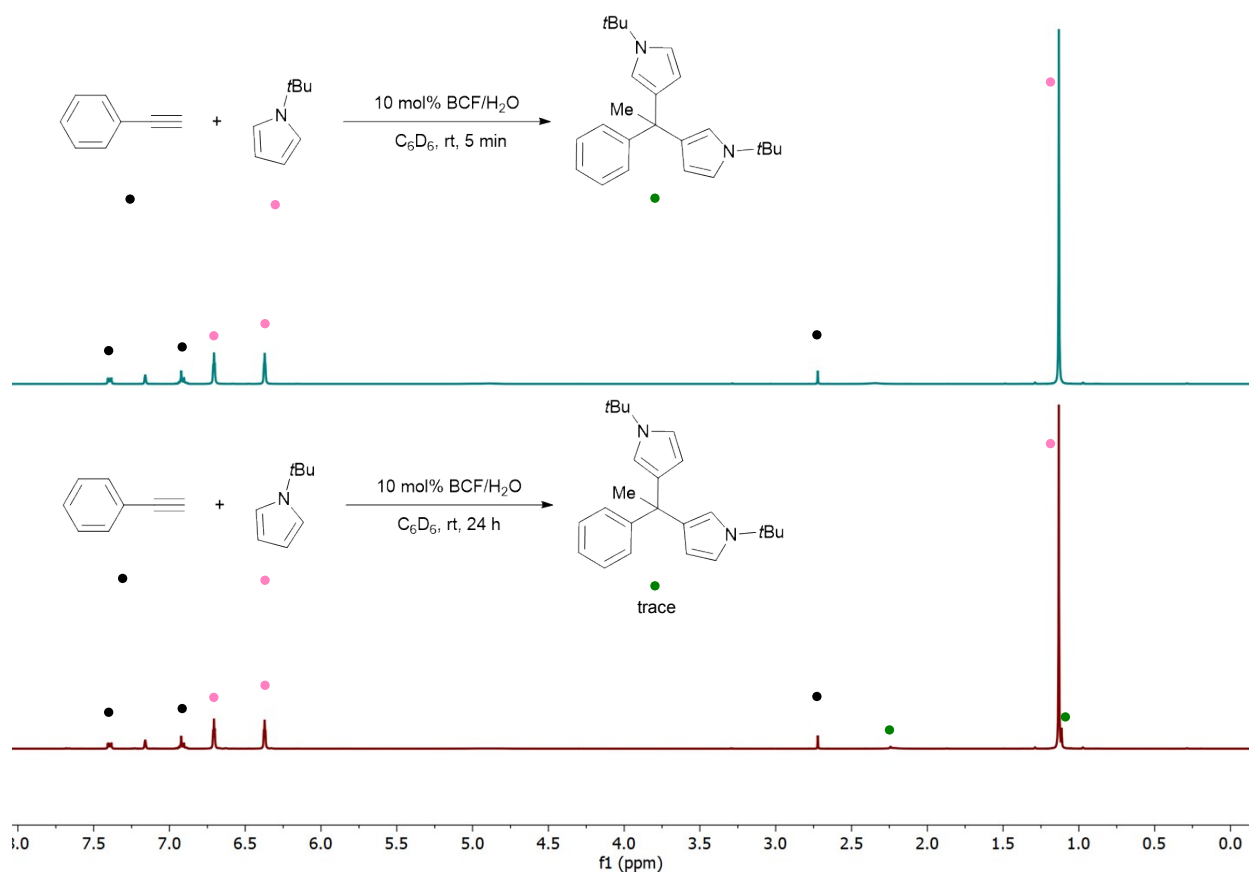 tBu
N
tBu
N
+
10 mol% BCF/H₂O
C₆D₆, rt, 5 min
Me
N
tBu
tBu
N
tBu
N
+
10 mol% BCF/H₂O
C₆D₆, rt, 24 h
Me
N
tBu
trace
8.0 7.5 7.0 6.5 6.0 5.5 5.0 4.5 4.0 3.5 3.0 2.5 2.0 1.5 1.0 0.5 0.0
f1 (ppm)